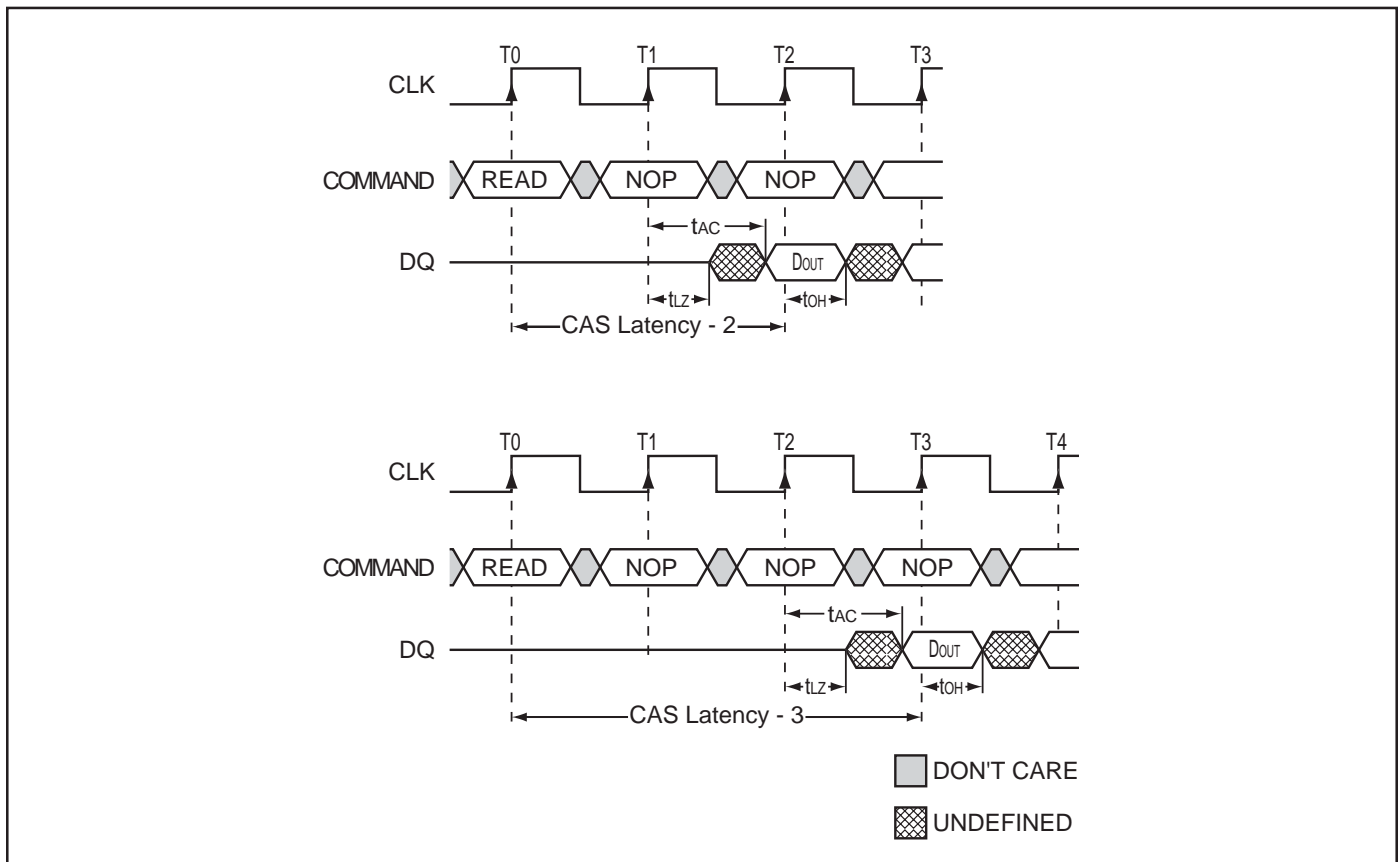 T0 T1 T2 T3
CLK
COMMAND READ NOP NOP
tAC
DQ DOUT
tLZ tOH
CAS Latency - 2
T0 T1 T2 T3 T4
CLK
COMMAND READ NOP NOP NOP
tAC
DQ DOUT
tLZ tOH
CAS Latency - 3
DON'T CARE
UNDEFINED